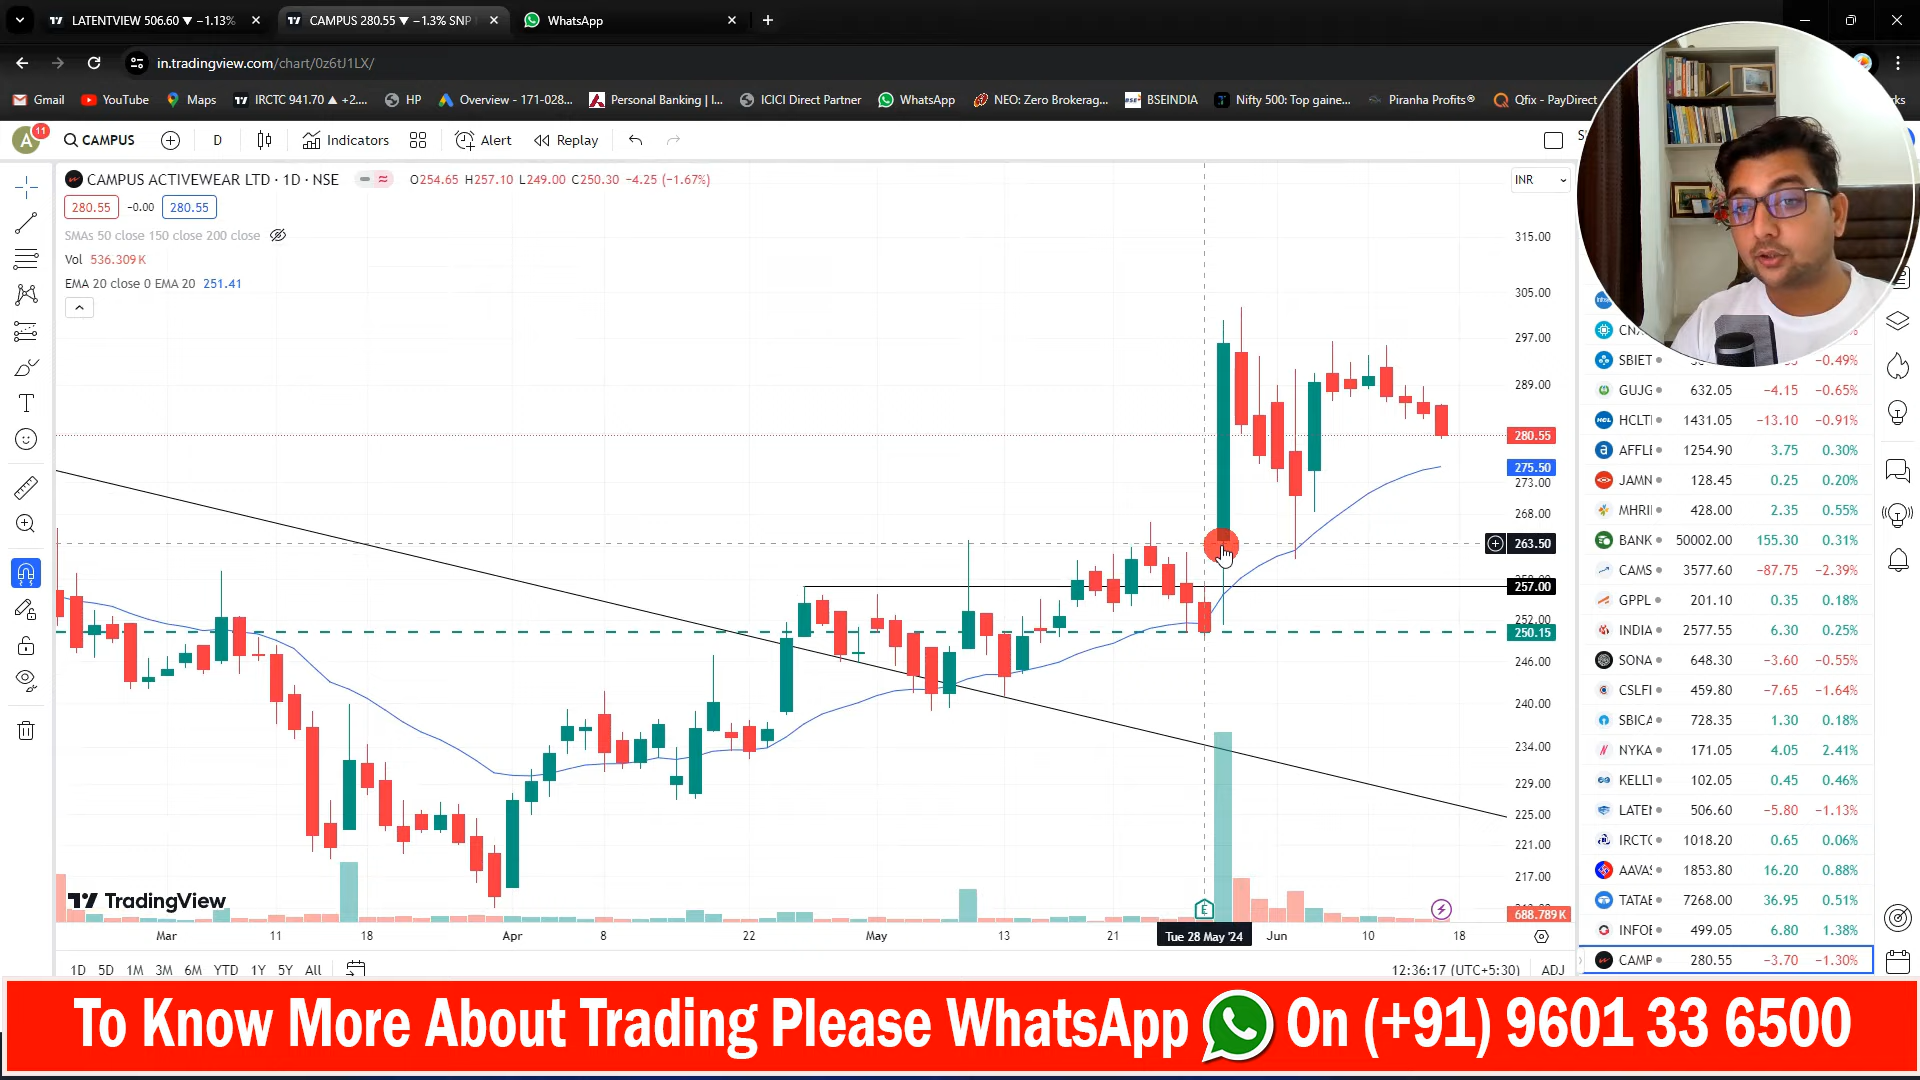 LATENTVIEW 506.60 ▼ −1.13%
CAMPUS 280.55 ▼ −1.3% SNP
WhatsApp
in.tradingview.com/chart/0z6tJ1LX/
Gmail
YouTube
Maps
IRCTC 941.70 ▲ +2....
HP
Overview - 171-028...
Personal Banking | I...
ICICI Direct Partner
WhatsApp
NEO: Zero Brokerag...
BSEINDIA
Nifty 500: Top gaine...
Piranha Profits®
Qfix - PayDirect
A 11
CAMPUS
D
Indicators
Alert
Replay
CAMPUS ACTIVEWEAR LTD · 1D · NSE
O254.65 H257.10 L249.00 C250.30 −4.25 (−1.67%)
INR
280.55 -0.00 280.55
SMAs 50 close 150 close 200 close
Vol 536.309 K
EMA 20 close 0 EMA 20 251.41
315.00
305.00
297.00
289.00
280.55
275.50
273.00
268.00
263.50
257.00
252.00
250.15
246.00
240.00
234.00
229.00
225.00
221.00
217.00
688.789K
SBIET −0.49%
GUJG 632.05 −4.15 −0.65%
HCLTI 1431.05 −13.10 −0.91%
AFFLE 1254.90 3.75 0.30%
JAMN 128.45 0.25 0.20%
MHRII 428.00 2.35 0.55%
BANK 50002.00 155.30 0.31%
CAMS 3577.60 −87.75 −2.39%
GPPL 201.10 0.35 0.18%
INDIA 2577.55 6.30 0.25%
SONA 648.30 −3.60 −0.55%
CSLFI 459.80 −7.65 −1.64%
SBICA 728.35 1.30 0.18%
NYKA 171.05 4.05 2.41%
KELLT 102.05 0.45 0.46%
LATEI 506.60 −5.80 −1.13%
IRCTC 1018.20 0.65 0.06%
AAVAS 1853.80 16.20 0.88%
TATAE 7268.00 36.95 0.51%
INFOE 499.05 6.80 1.38%
CAMP 280.55 −3.70 −1.30%
TradingView
E
Mar 11 18 Apr 8 22 May 13 21 Tue 28 May '24 Jun 10 18
1D 5D 1M 3M 6M YTD 1Y 5Y All
12:36:17 (UTC+5:30) ADJ
To Know More About Trading Please WhatsApp On (+91) 9601 33 6500